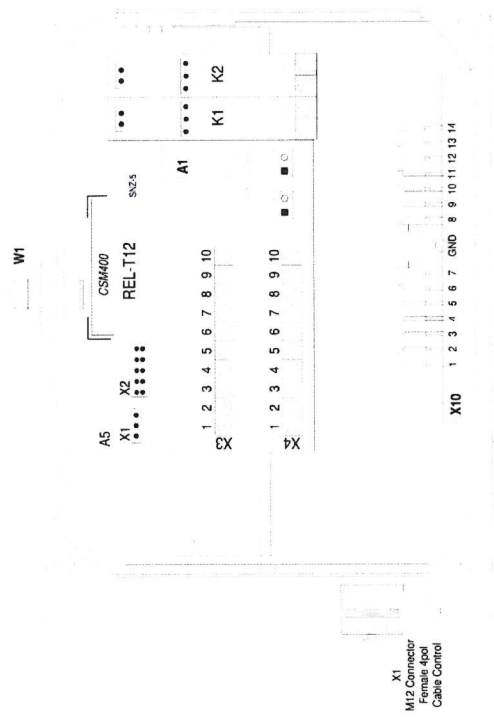 W1
CSM400
REL-T12
SNZ-5
A5
X1
X2
A1
K1
K2
1 2 3 4 5 6 7 8 9 10
X3
1 2 3 4 5 6 7 8 9 10
X4
1 2 3 4 5 6 7 GND 8 9 10 11 12 13 14
X10
X1
M12 Connector
Female 4pol
Cable Control